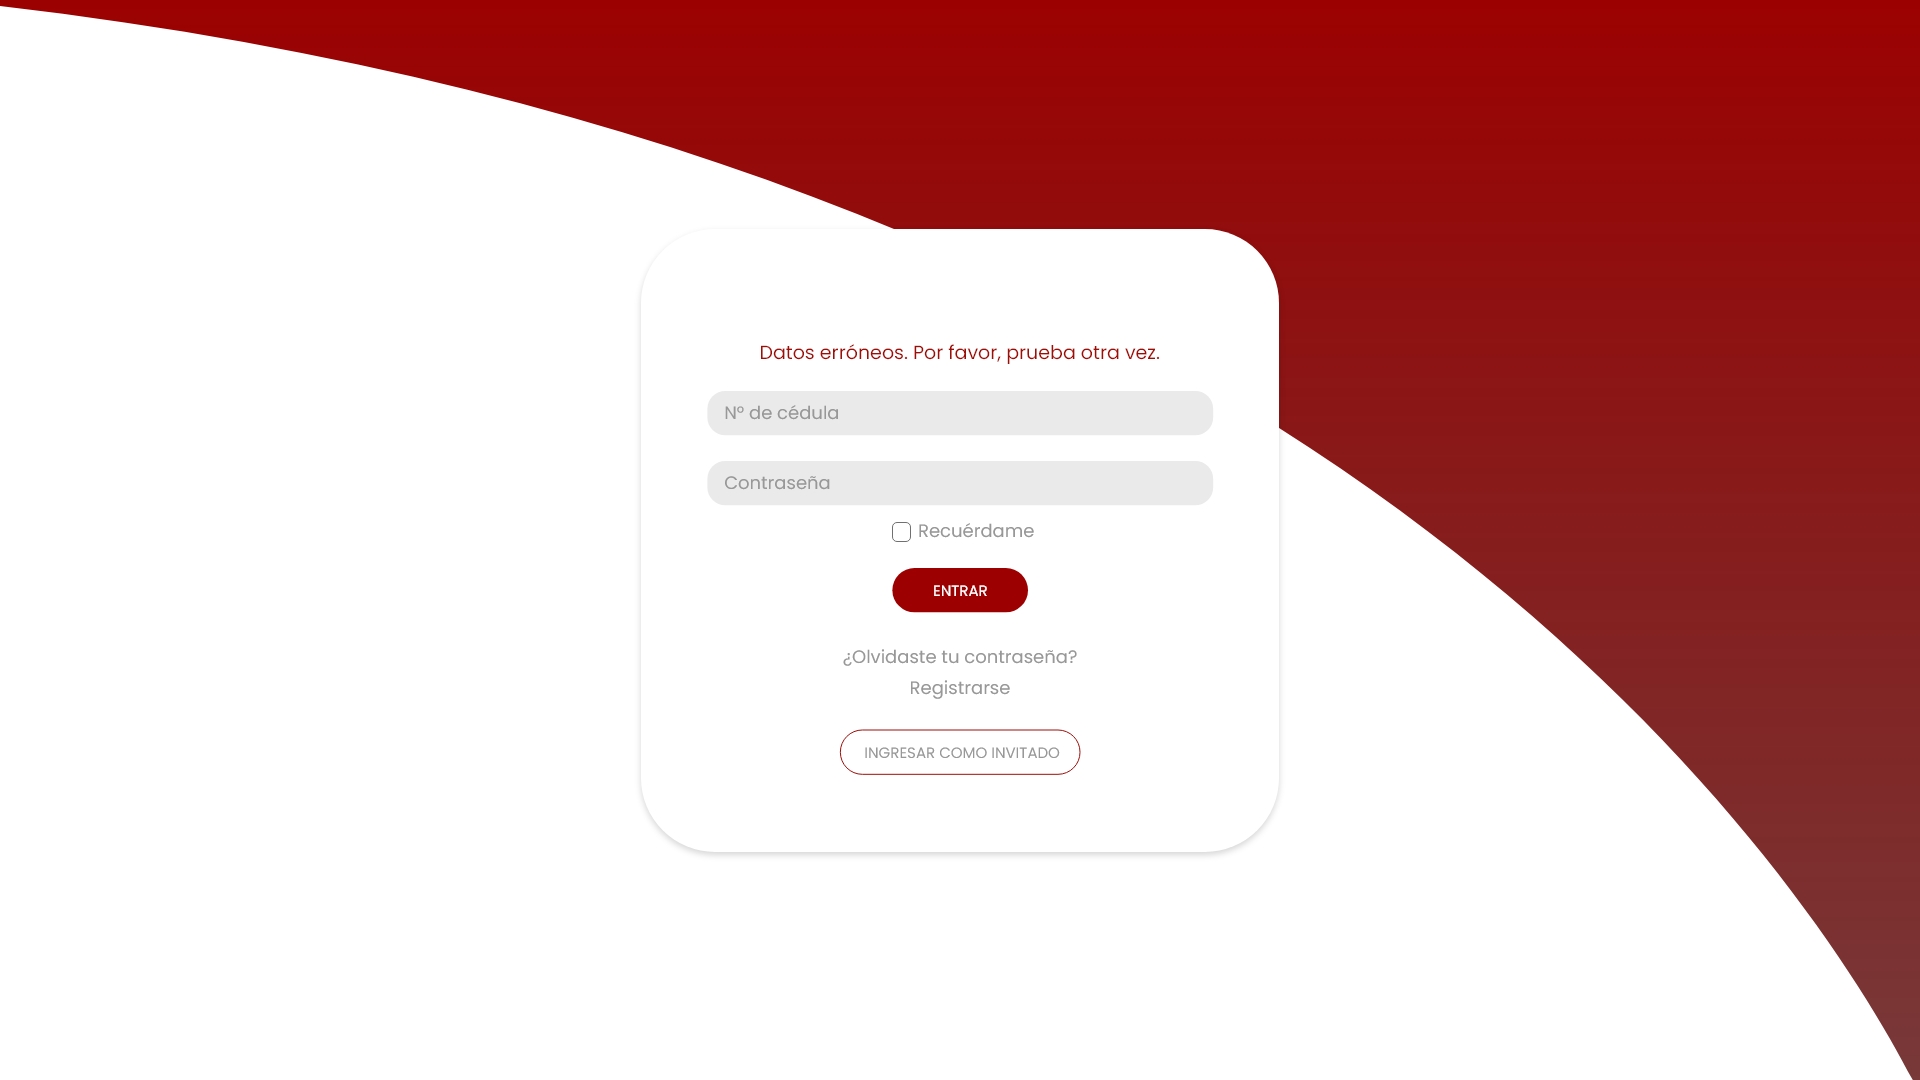 Datos erróneos. Por favor, prueba otra vez.
Nº de cédula
Contraseña
Recuérdame
ENTRAR
¿Olvidaste tu contraseña?
Registrarse
INGRESAR COMO INVITADO